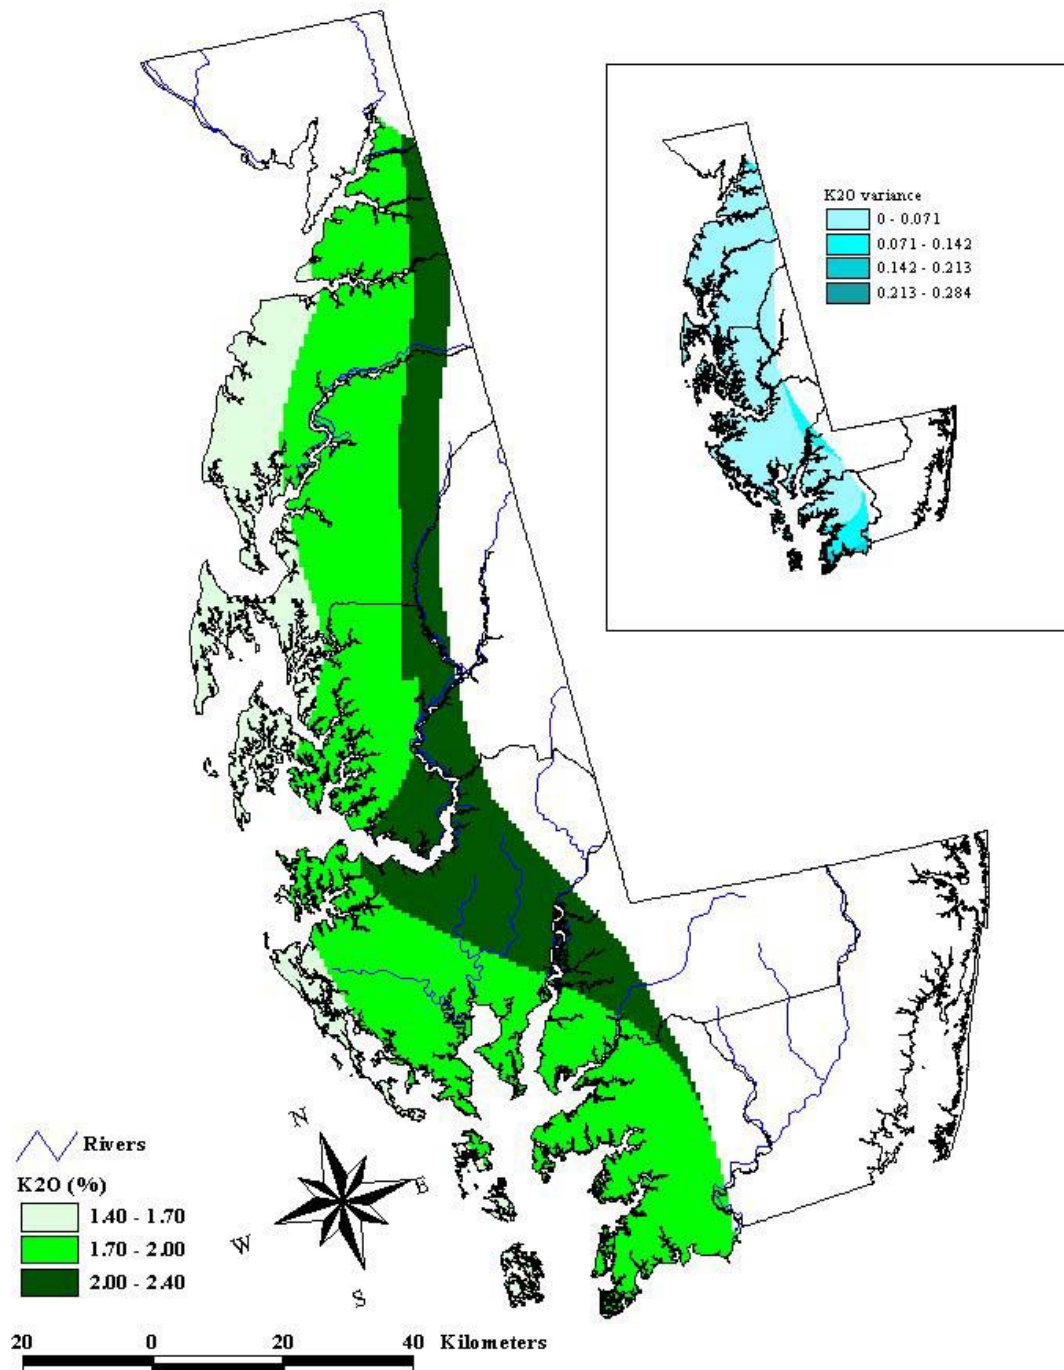 K2O variance
0 - 0.071
0.071 - 0.142
0.142 - 0.213
0.213 - 0.284
N
E
W
S
Rivers
K2O (%)
1.40 - 1.70
1.70 - 2.00
2.00 - 2.40
20 0 20 40 Kilometers